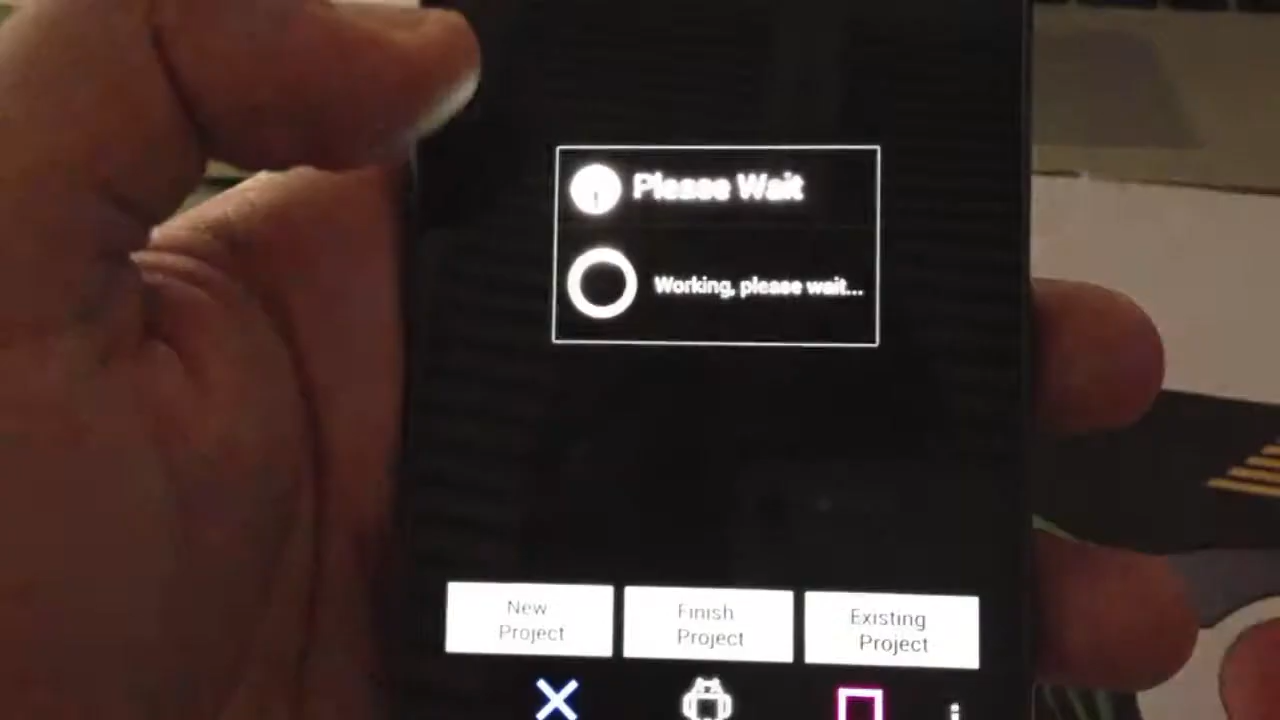 Please Wait
Working, please wait...
New
Project
Finish
Project
Existing
Project